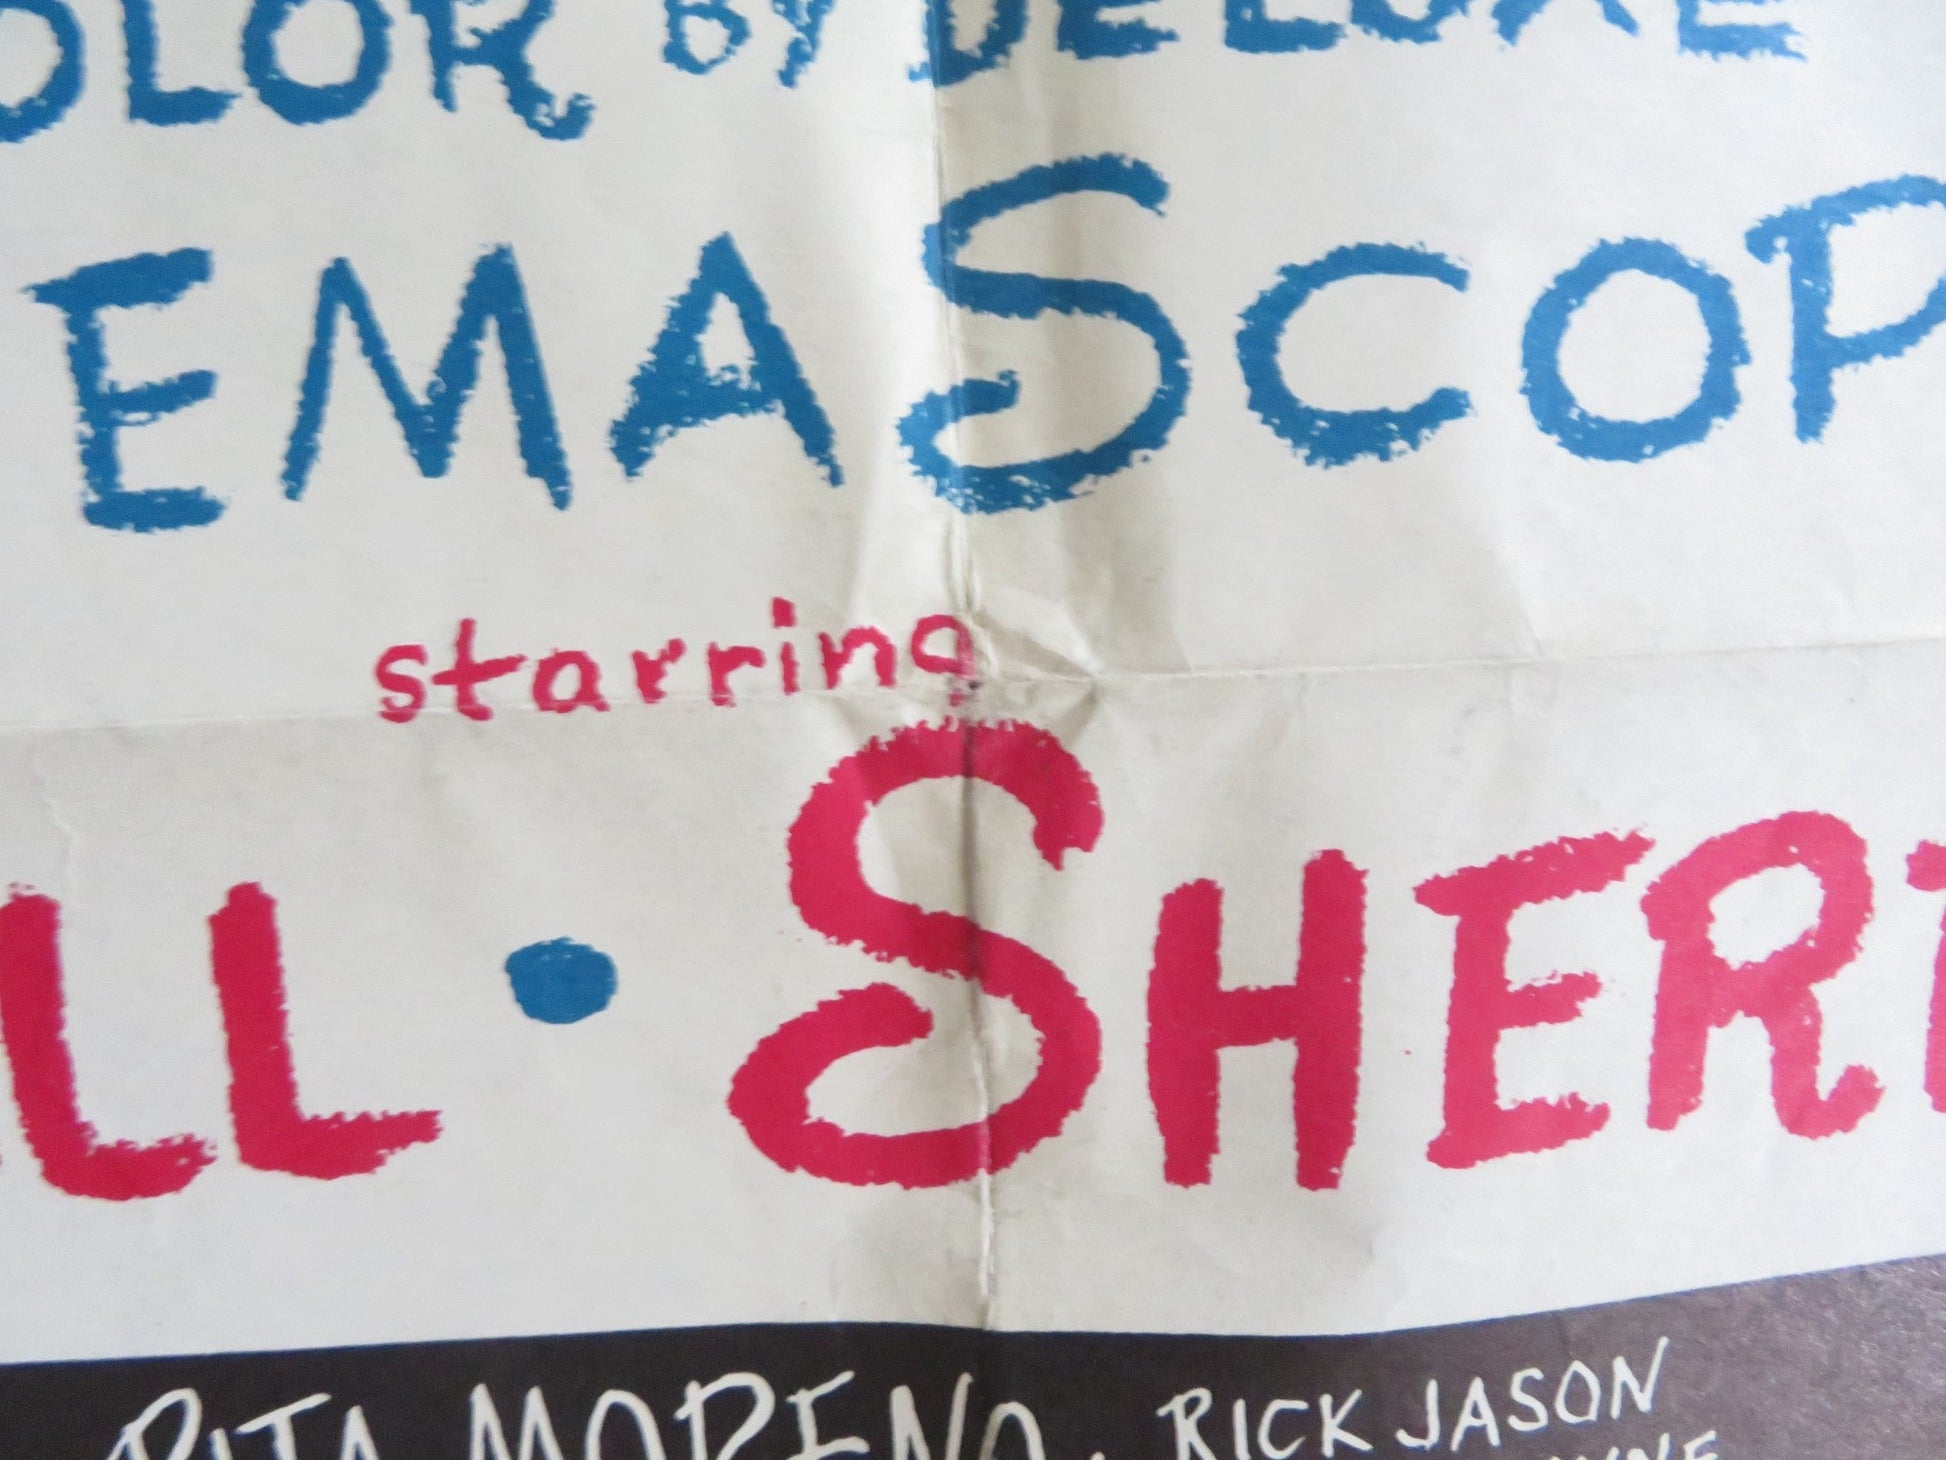 OLOR BY DELUXE
EMASCOP
starring
LL • SHER
RITA MORENO · RICK JASON